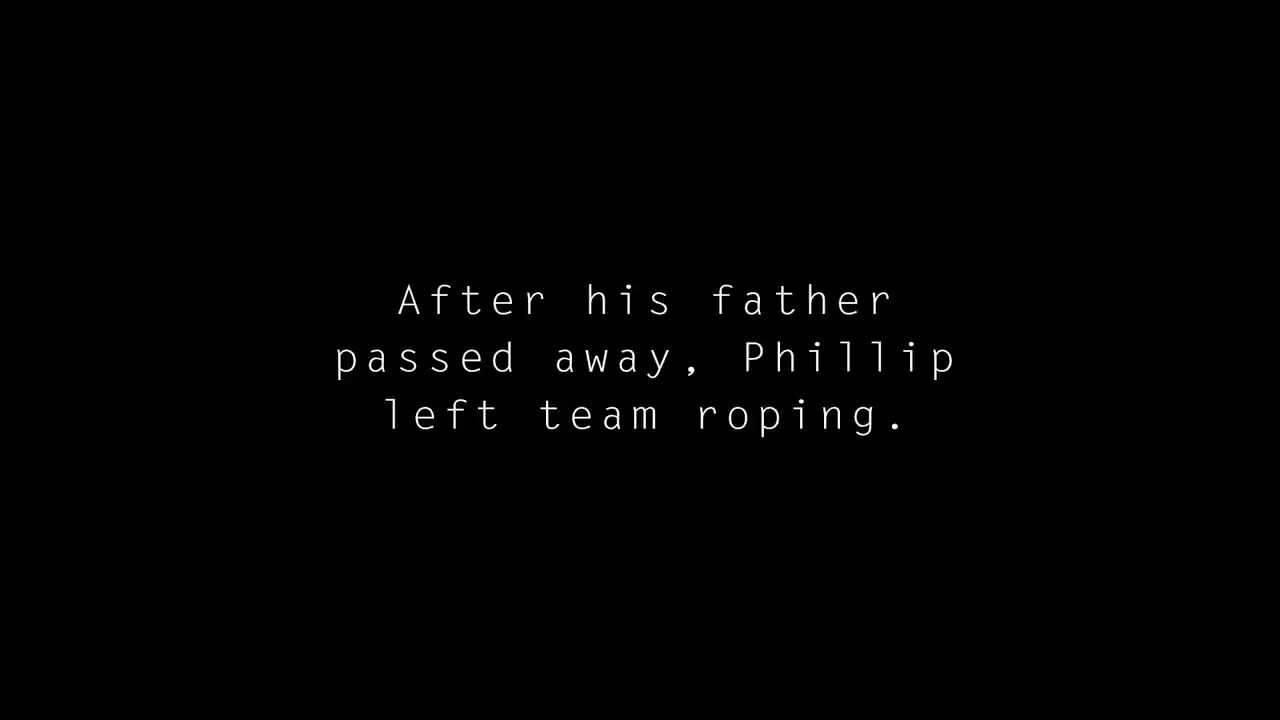 After his father
passed away, Phillip
left team roping.